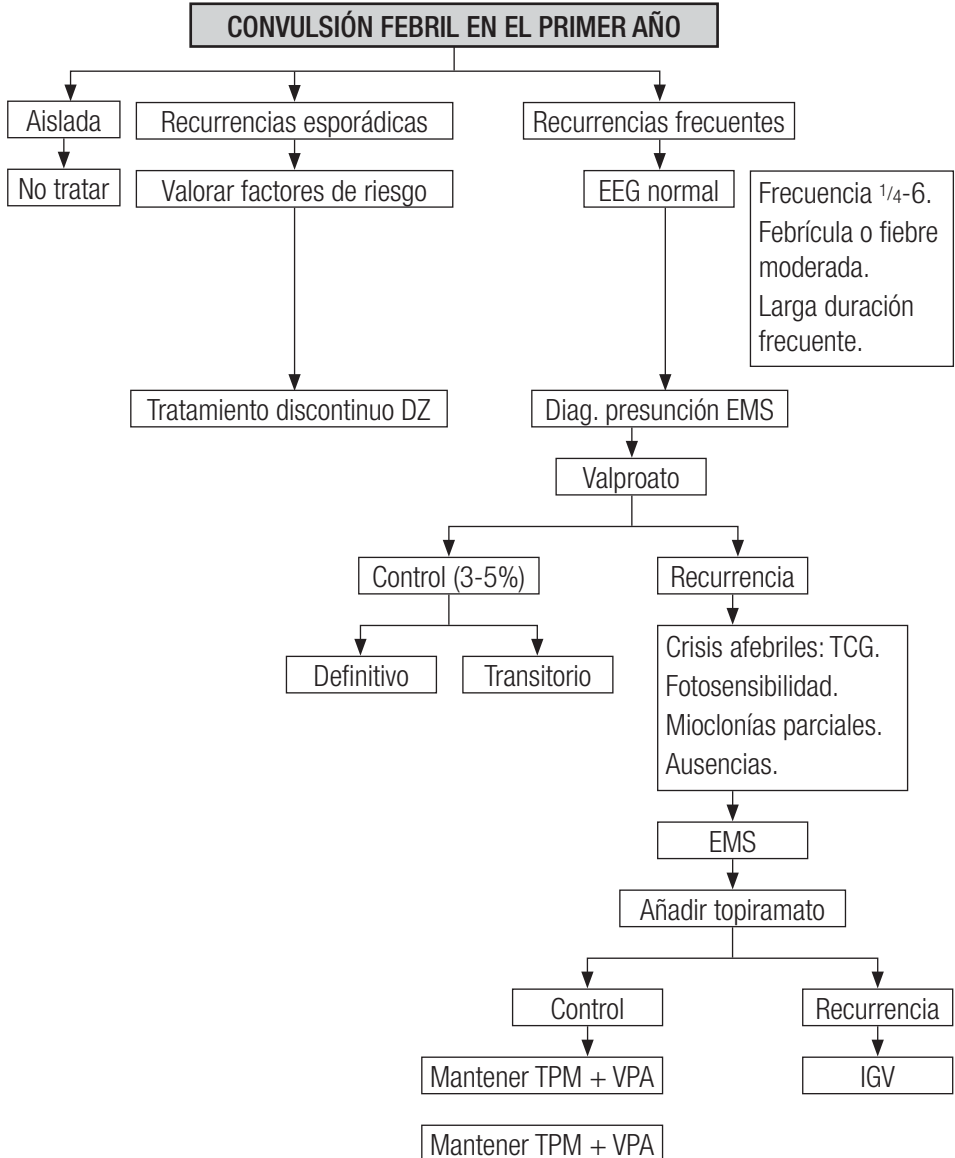 CONVULSIÓN FEBRIL EN EL PRIMER AÑO
Aislada
Recurrencias esporádicas
Recurrencias frecuentes
No tratar
Valorar factores de riesgo
EEG normal
Frecuencia 1/4-6.
Febrícula o fiebre
moderada.
Larga duración
frecuente.
Tratamiento discontinuo DZ
Diag. presunción EMS
Valproato
Control (3-5%)
Recurrencia
Definitivo
Transitorio
Crisis afebriles: TCG.
Fotosensibilidad.
Mioclonías parciales.
Ausencias.
EMS
Añadir topiramato
Control
Recurrencia
Mantener TPM + VPA
IGV
Mantener TPM + VPA